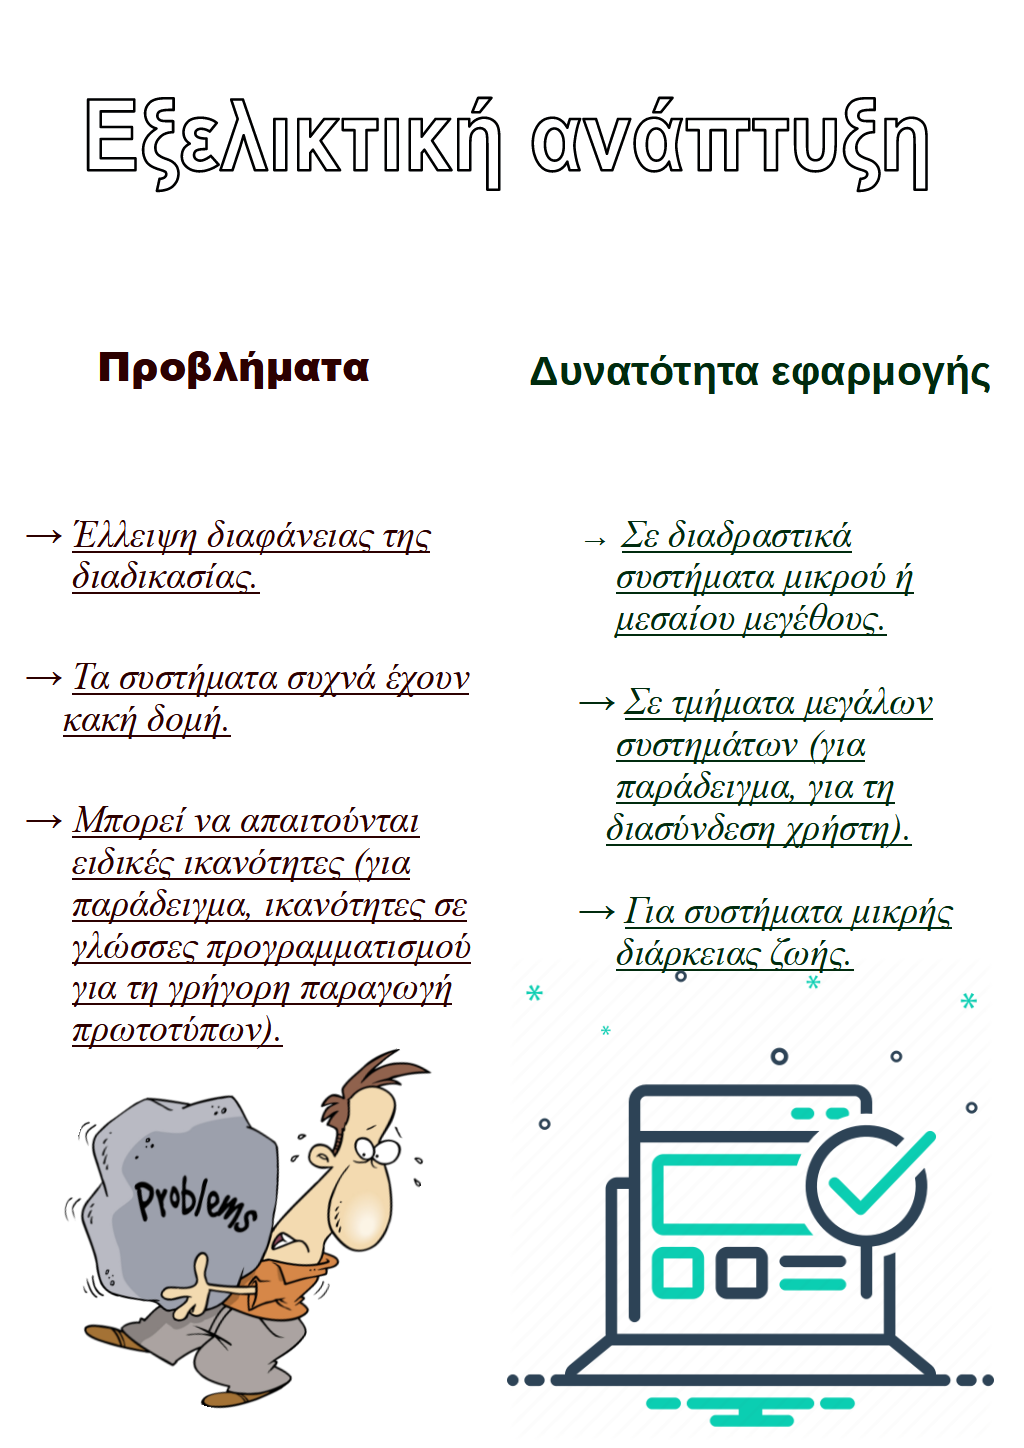 Εξελικτική ανάπτυξη
Προβλήματα
→ Έλλειψη διαφάνειας της
διαδικασίας.
→ Τα συστήματα συχνά έχουν
κακή δομή.
→ Μπορεί να απαιτούνται
ειδικές ικανότητες (για
παράδειγμα, ικανότητες σε
γλώσσες προγραμματισμού
για τη γρήγορη παραγωγή
πρωτοτύπων).
Problems
Δυνατότητα εφαρμογής
→ Σε διαδραστικά
συστήματα μικρού ή
μεσαίου μεγέθους.
→ Σε τμήματα μεγάλων
συστημάτων (για
παράδειγμα, για τη
διασύνδεση χρήστη).
→ Για συστήματα μικρής
διάρκειας ζωής.